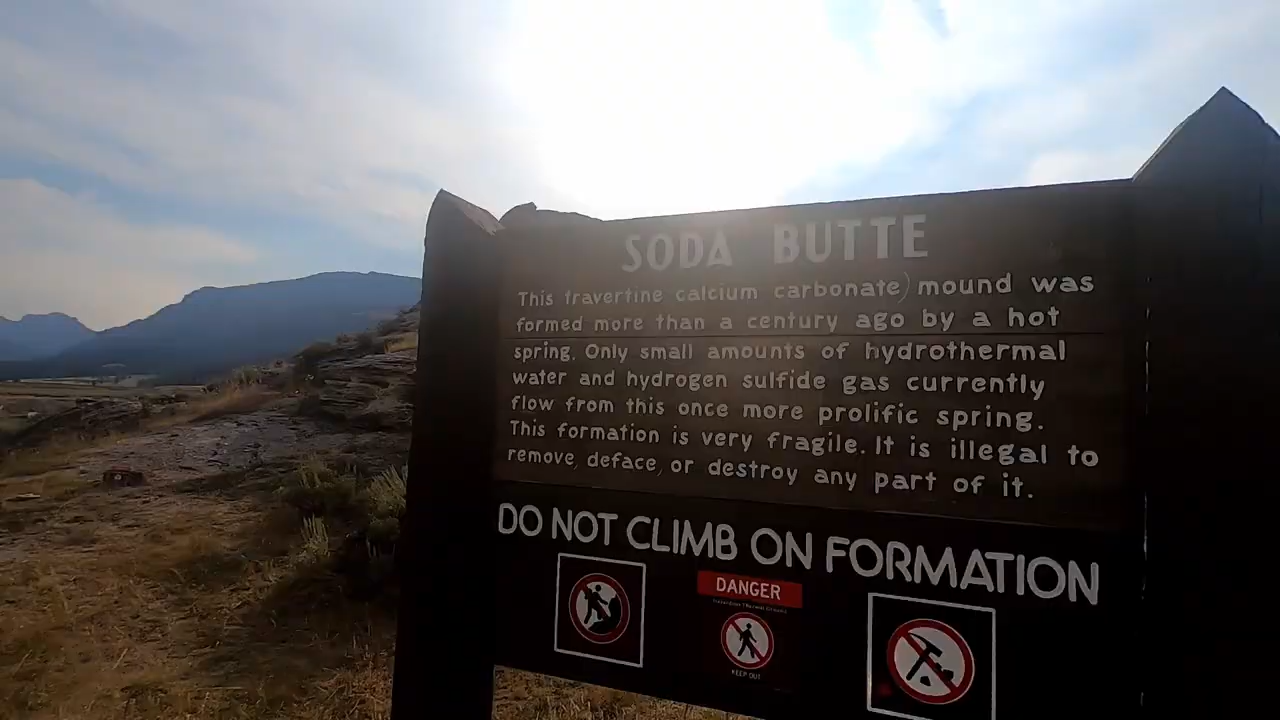 SODA BUTTE
This travertine calcium carbonate) mound was
formed more than a century ago by a hot
spring. Only small amounts of hydrothermal
water and hydrogen sulfide gas currently
flow from this once more prolific spring.
This formation is very fragile. It is illegal to
remove, deface, or destroy any part of it.
DO NOT CLIMB ON FORMATION
DANGER
Hazardous Thermal Ground
KEEP OUT